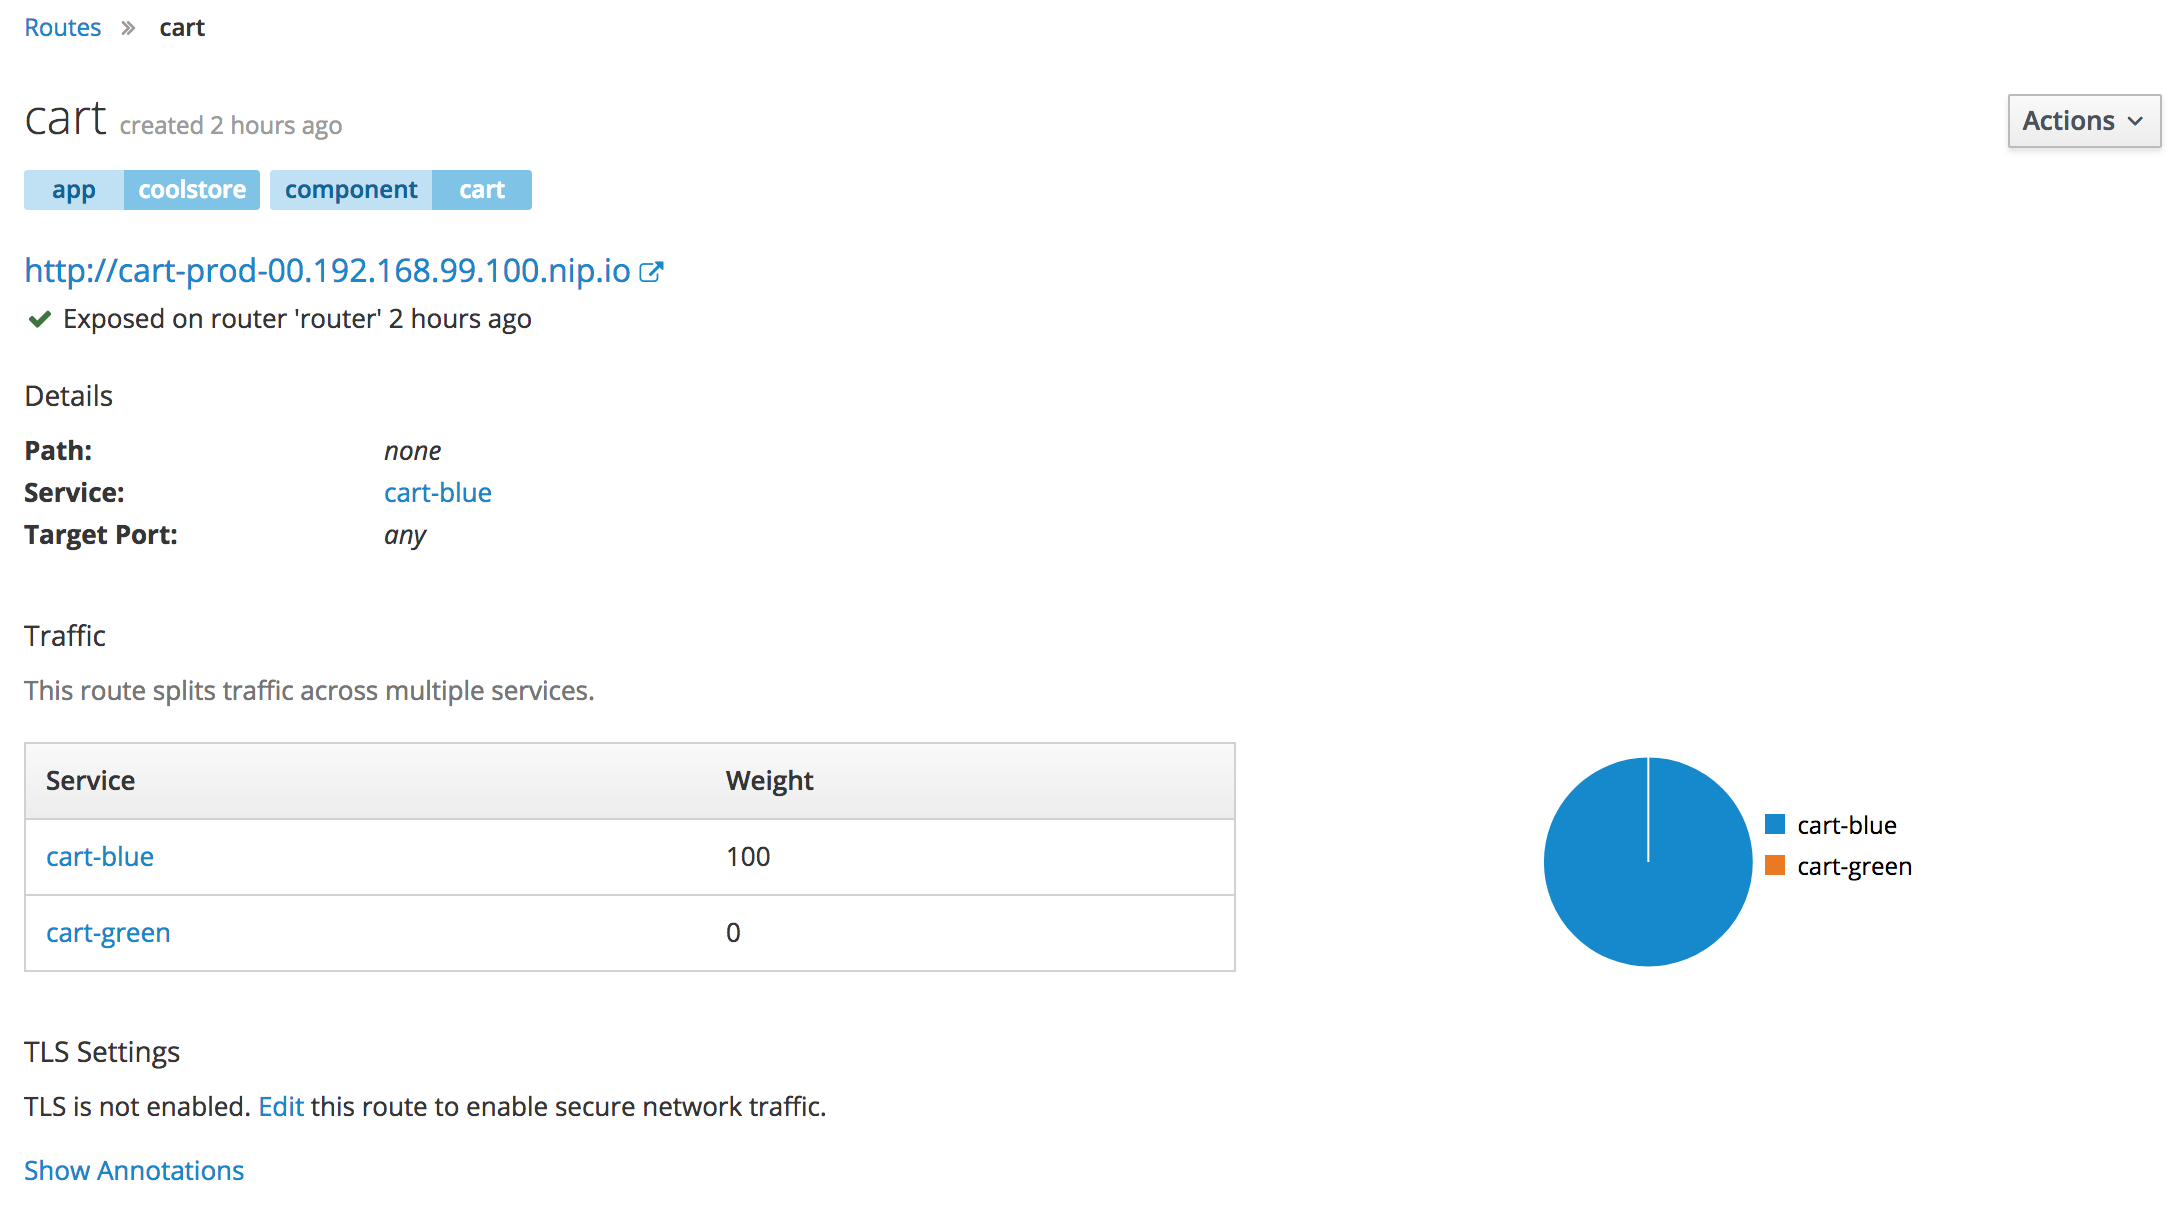 Routes » cart
cart created 2 hours ago
Actions
app coolstore component cart
http://cart-prod-00.192.168.99.100.nip.io
Exposed on router 'router' 2 hours ago
Details
Path: none
Service: cart-blue
Target Port: any
Traffic
This route splits traffic across multiple services.
Service Weight
cart-blue 100
cart-green 0
cart-blue
cart-green
TLS Settings
TLS is not enabled. Edit this route to enable secure network traffic.
Show Annotations